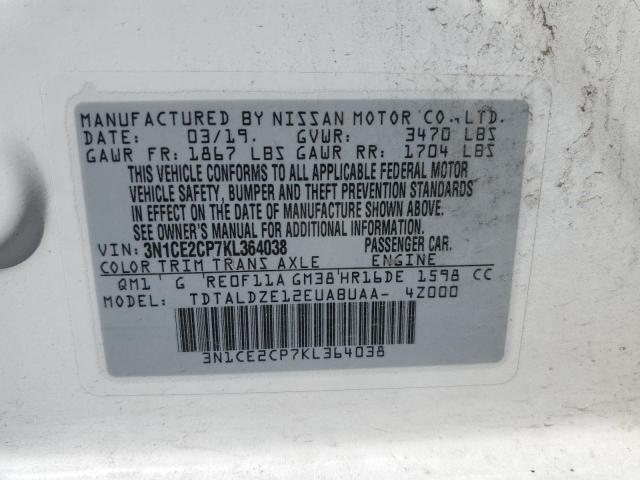 MANUFACTURED BY NISSAN MOTOR CO.,LTD.
DATE: 03/19. GVWR: 3470 LBS
GAWR FR: 1867 LBS GAWR RR: 1704 LBS
THIS VEHICLE CONFORMS TO ALL APPLICABLE FEDERAL MOTOR
VEHICLE SAFETY, BUMPER AND THEFT PREVENTION STANDARDS
IN EFFECT ON THE DATE OF MANUFACTURE SHOWN ABOVE.
SEE OWNER'S MANUAL FOR ADDITIONAL INFORMATION.
VIN: 3N1CE2CP7KL364038 PASSENGER CAR.
COLOR TRIM TRANS AXLE ENGINE
QM1 G RE0F11A GM38 HR16DE 1598 CC
MODEL: TDTALDZE12EUABUAA- 4Z000
3N1CE2CP7KL364038